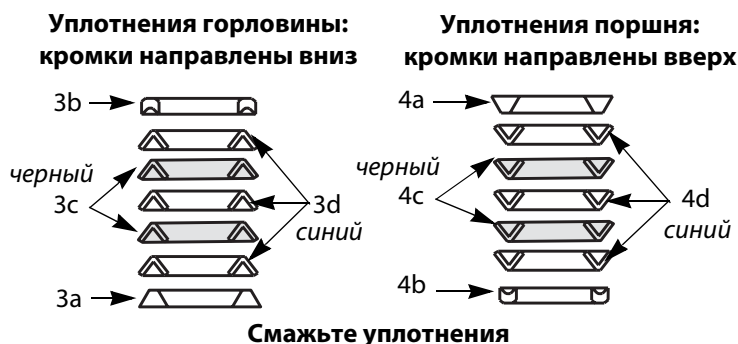 Уплотнения горловины:
кромки направлены вниз
3b
черный
3c
3d
синий
3a
Уплотнения поршня:
кромки направлены вверх
4a
черный
4c
4d
синий
4b
Смажьте уплотнения